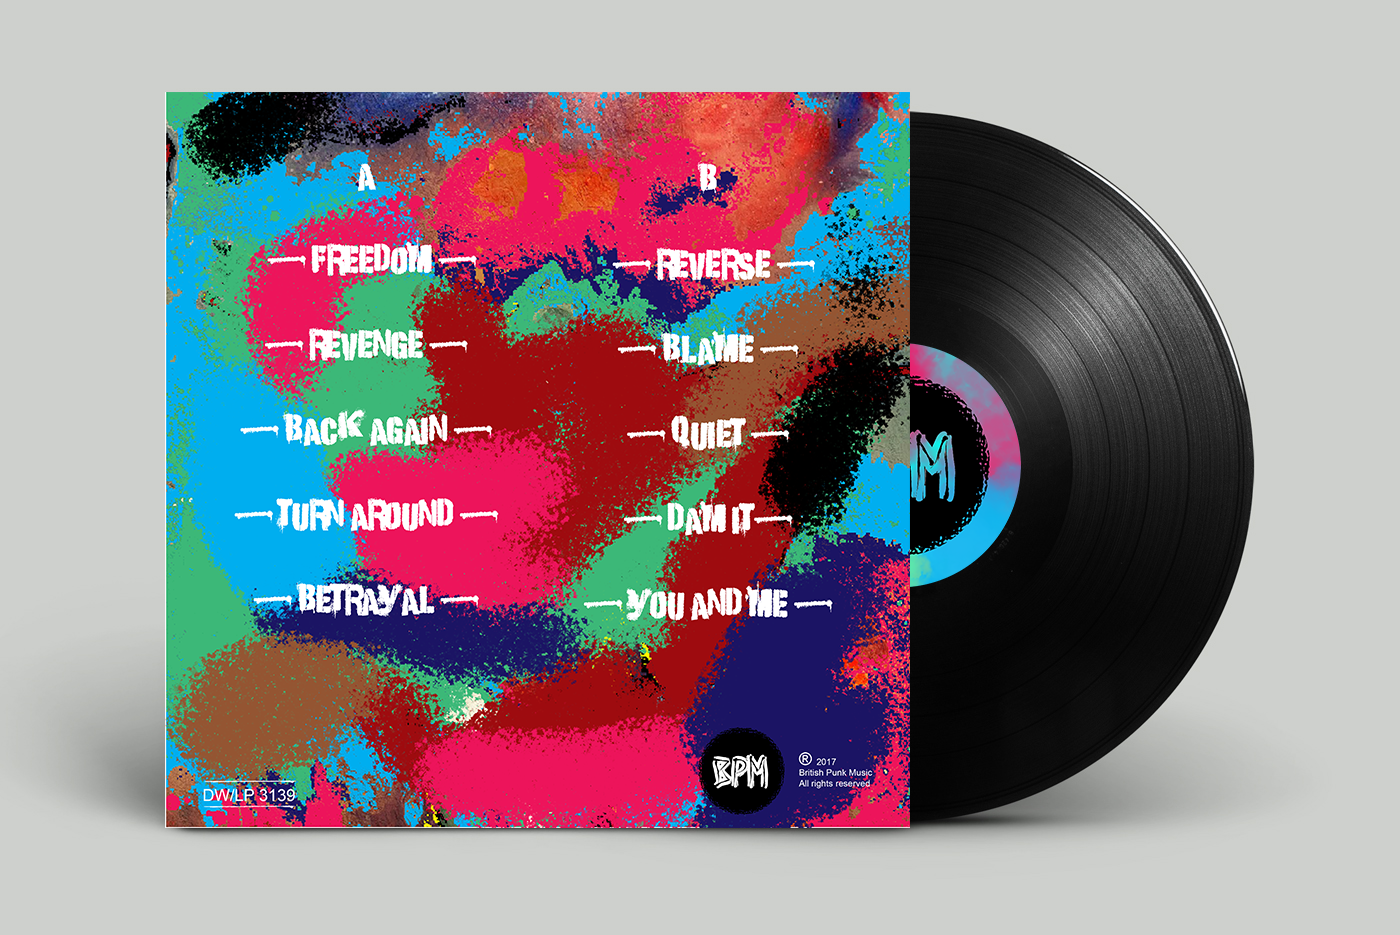 A
FREEDOM
REVENGE
BACK AGAIN
TURN AROUND
BETRAYAL
B
REVERSE
BLAME
QUIET
DAM IT
YOU AND ME
DW/LP 3139
BPM
® 2017
British Punk Music
All rights reserved
M